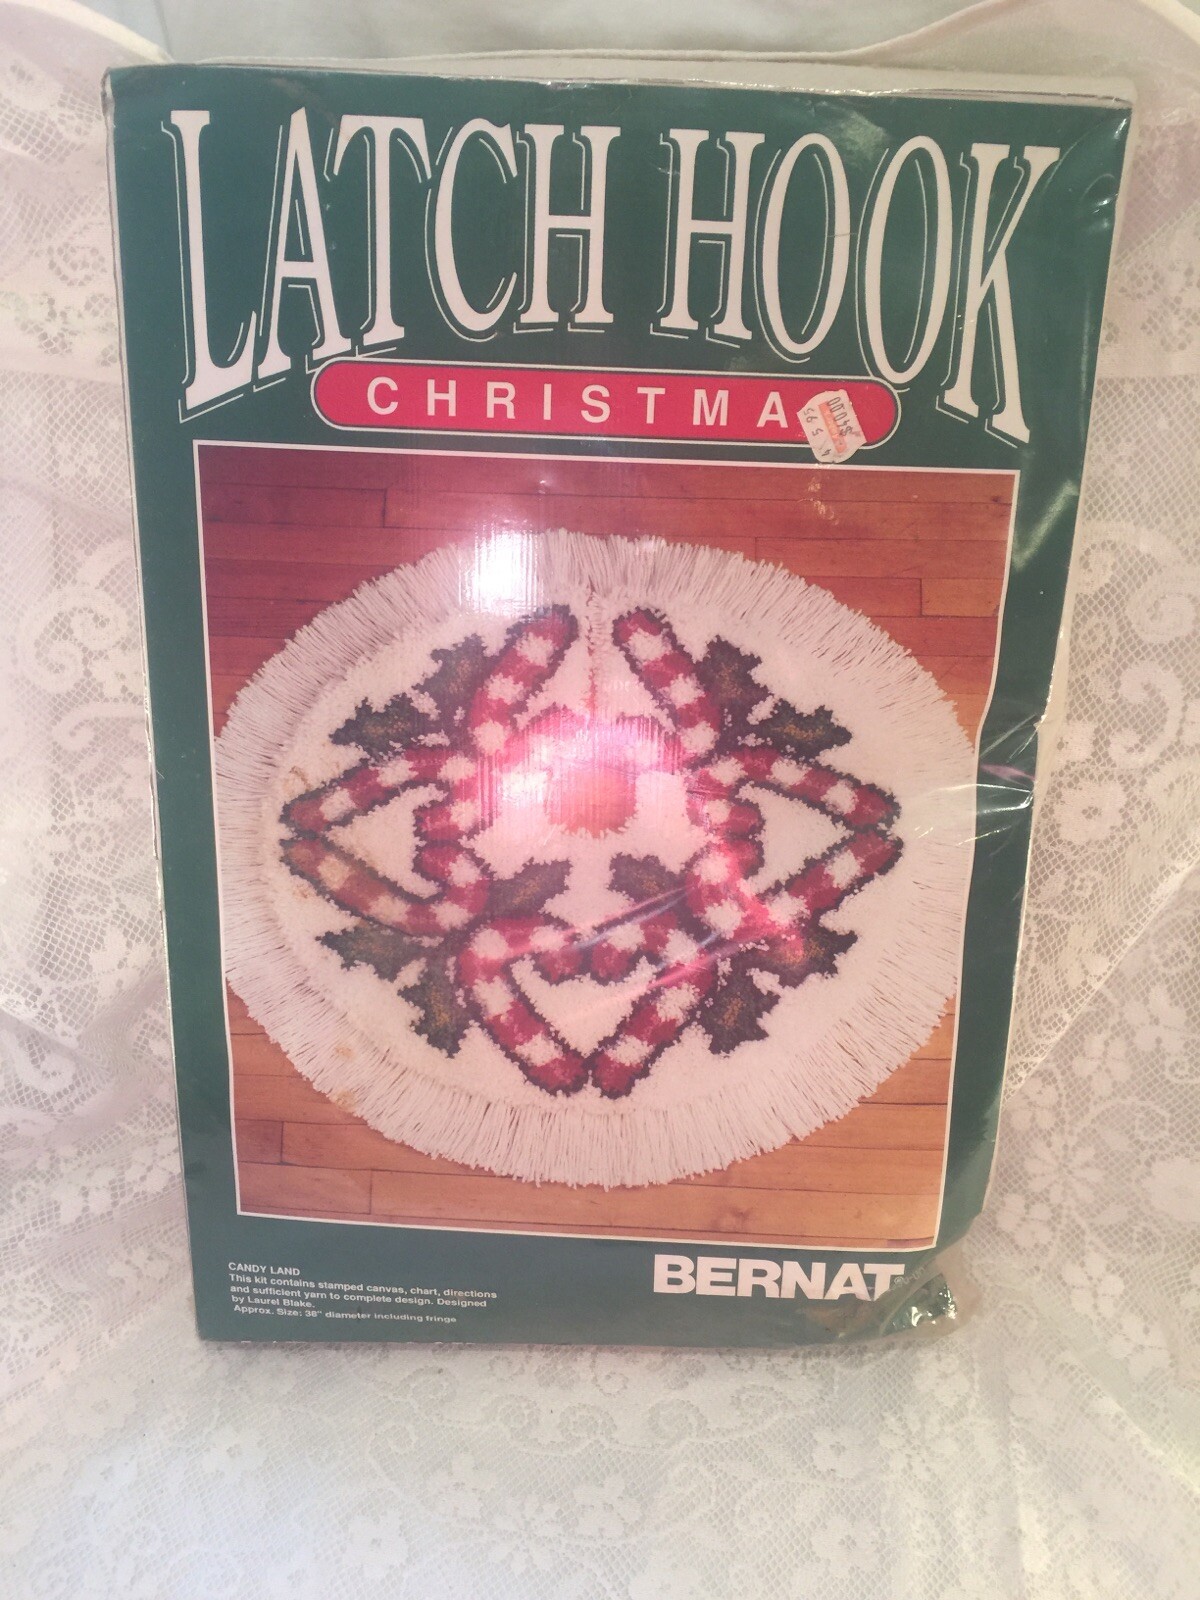 LATCH HOOK
CHRISTMA
BERNAT
CANDY LAND
This kit contains stamped canvas, chart, directions
and sufficient yarn to complete design. Designed
by Laurel Blake.
Approx. Size: 38" diameter including fringe